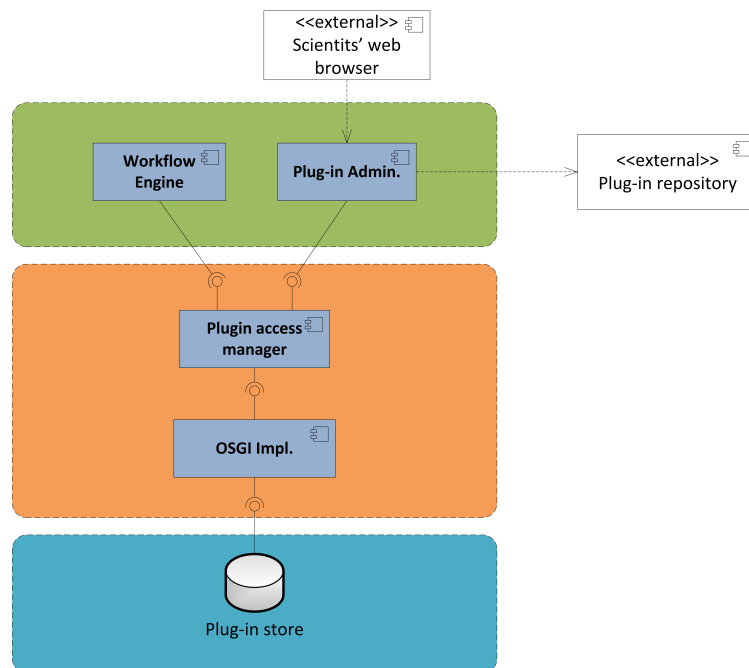 <<external>>
Scientits' web
browser
Workflow
Engine
Plug-in Admin.
<<external>>
Plug-in repository
Plugin access
manager
OSGI Impl.
Plug-in store